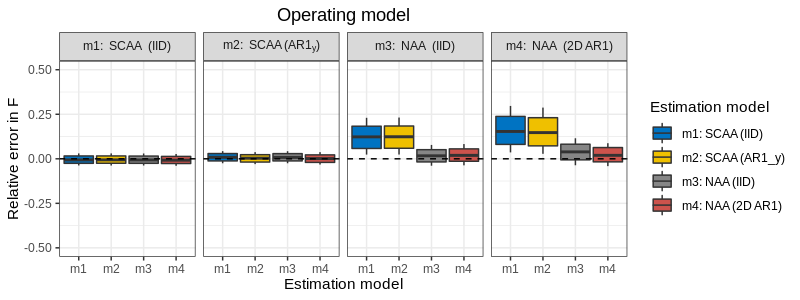 Operating model
m1: SCAA (IID)
m2: SCAA (AR1y)
m3: NAA (IID)
m4: NAA (2D AR1)
Relative error in F
0.50
0.25
0.00
-0.25
-0.50
m1 m2 m3 m4
m1 m2 m3 m4
m1 m2 m3 m4
m1 m2 m3 m4
Estimation model
Estimation model
m1: SCAA (IID)
m2: SCAA (AR1_y)
m3: NAA (IID)
m4: NAA (2D AR1)